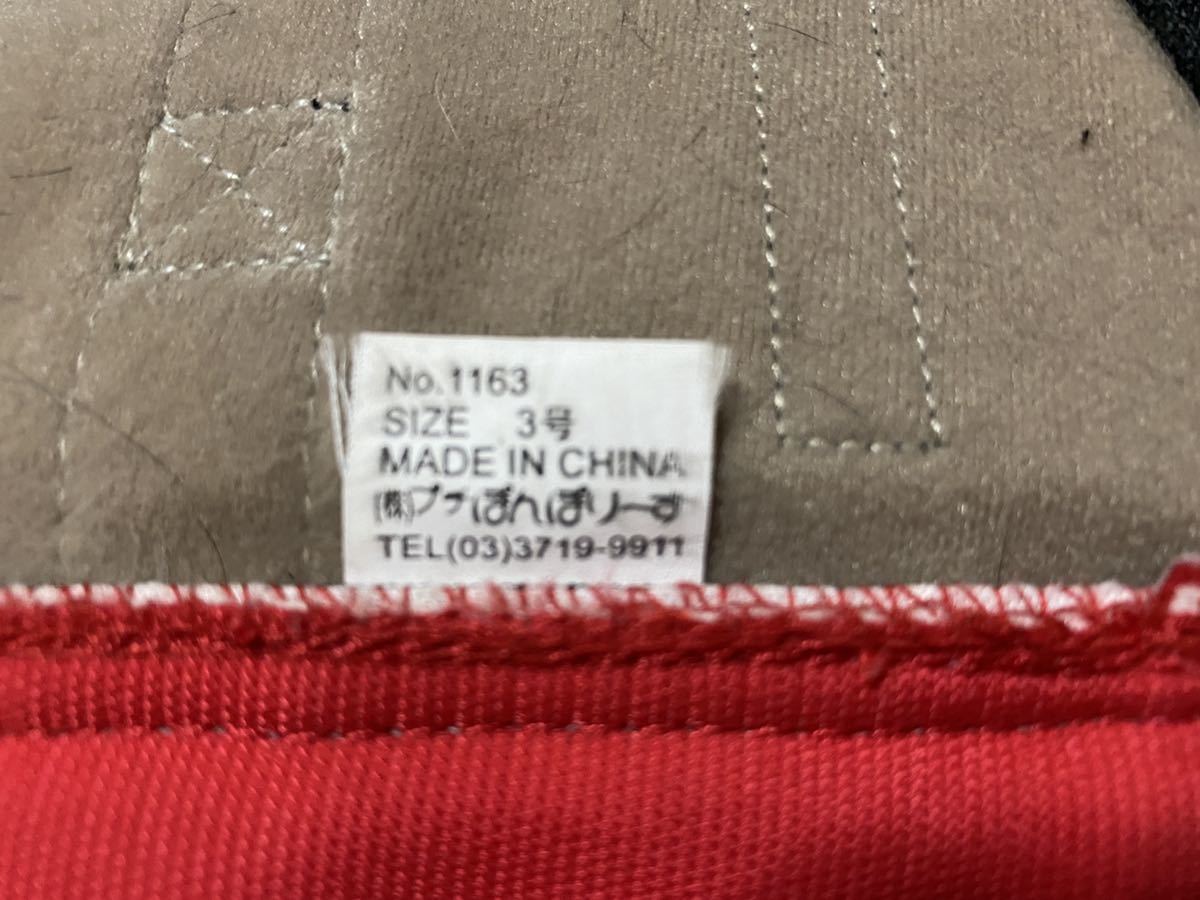 No.1163
SIZE 3号
MADE IN CHINA.
(株)プラ ぽんぽりーす
TEL(03)3719-9911